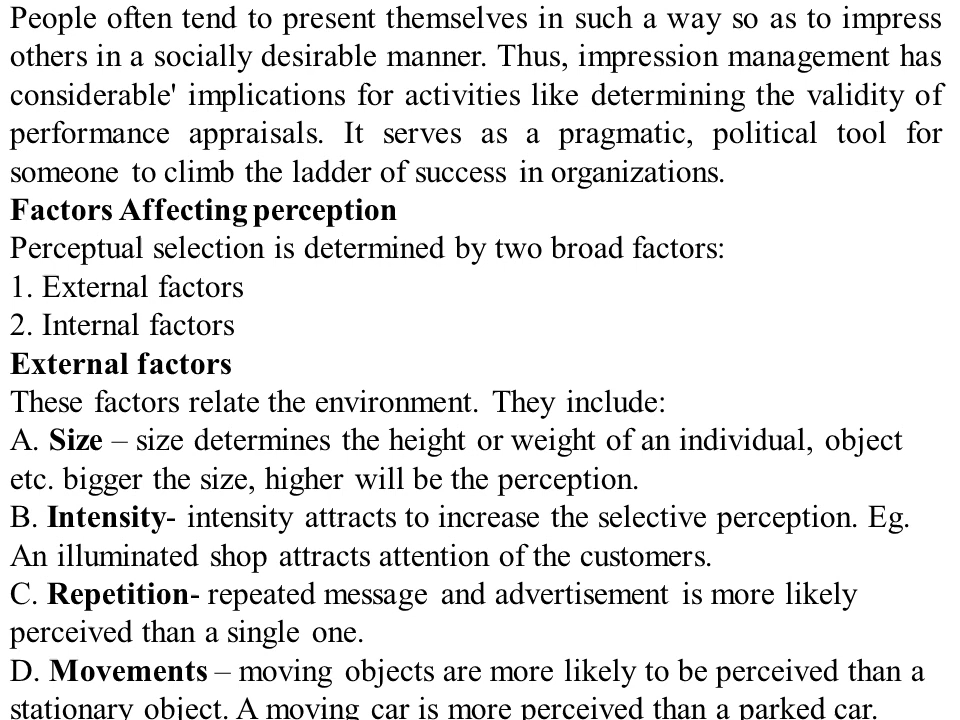 People often tend to present themselves in such a way so as to impress
others in a socially desirable manner. Thus, impression management has
considerable' implications for activities like determining the validity of
performance appraisals. It serves as a pragmatic, political tool for
someone to climb the ladder of success in organizations.
Factors Affecting perception
Perceptual selection is determined by two broad factors:
1. External factors
2. Internal factors
External factors
These factors relate the environment. They include:
A. Size – size determines the height or weight of an individual, object
etc. bigger the size, higher will be the perception.
B. Intensity- intensity attracts to increase the selective perception. Eg.
An illuminated shop attracts attention of the customers.
C. Repetition- repeated message and advertisement is more likely
perceived than a single one.
D. Movements – moving objects are more likely to be perceived than a
stationary object. A moving car is more perceived than a parked car.